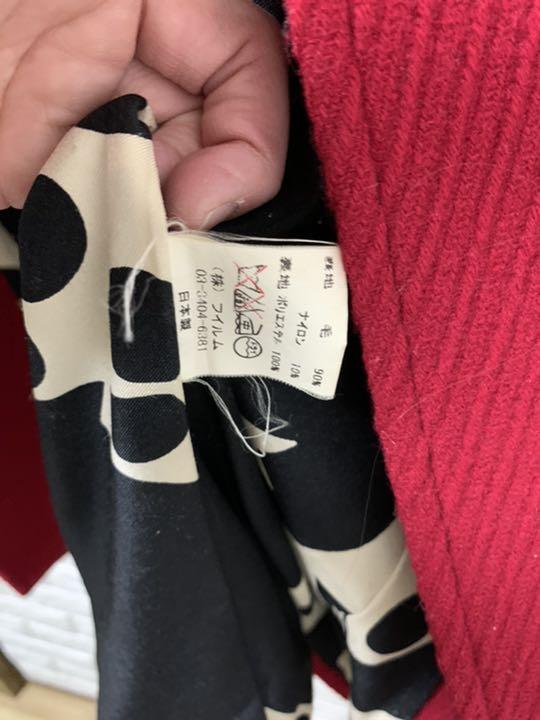 表地 毛 90%
ナイロン 10%
裏地 ポリエステル 100%
(株) フイルム
03-3404-6381
日本製